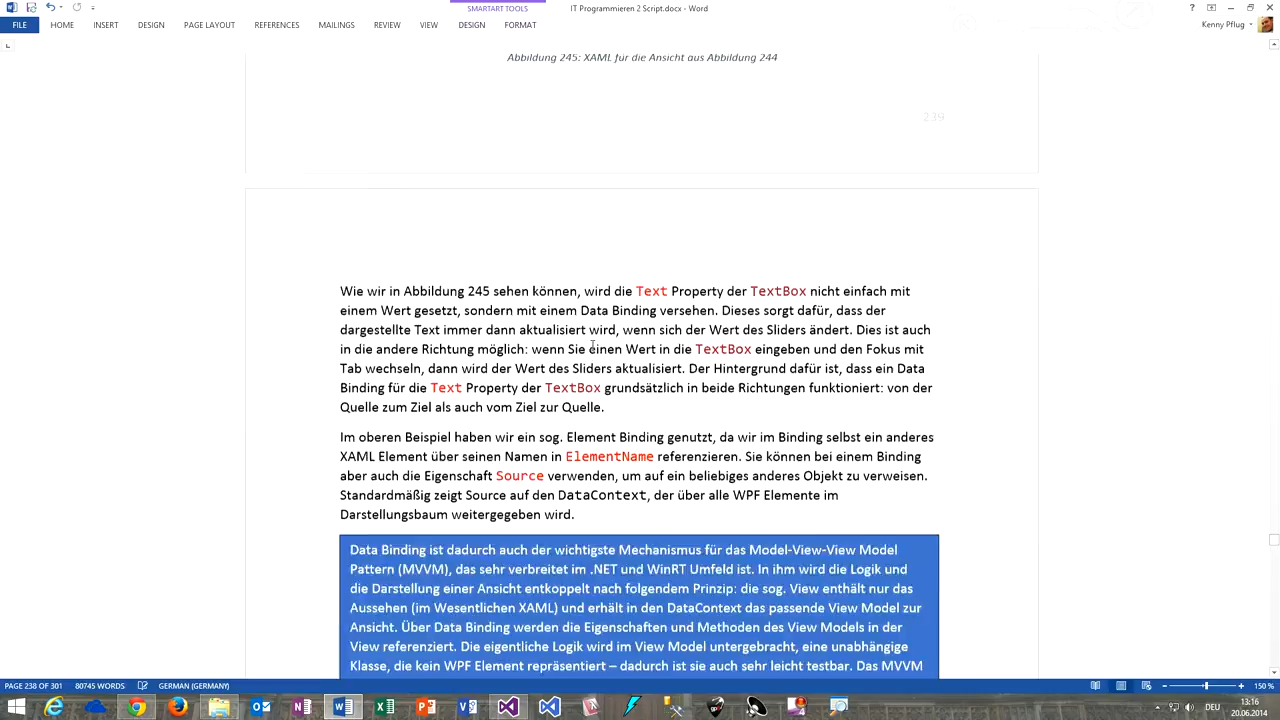 SMARTART TOOLS
IT Programmieren 2 Script.docx - Word
FILE HOME INSERT DESIGN PAGE LAYOUT REFERENCES MAILINGS REVIEW VIEW DESIGN FORMAT
Kenny Pflug
Abbildung 245: XAML für die Ansicht aus Abbildung 244
239
Wie wir in Abbildung 245 sehen können, wird die Text Property der TextBox nicht einfach mit
einem Wert gesetzt, sondern mit einem Data Binding versehen. Dieses sorgt dafür, dass der
dargestellte Text immer dann aktualisiert wird, wenn sich der Wert des Sliders ändert. Dies ist auch
in die andere Richtung möglich: wenn Sie einen Wert in die TextBox eingeben und den Fokus mit
Tab wechseln, dann wird der Wert des Sliders aktualisiert. Der Hintergrund dafür ist, dass ein Data
Binding für die Text Property der TextBox grundsätzlich in beide Richtungen funktioniert: von der
Quelle zum Ziel als auch vom Ziel zur Quelle.
Im oberen Beispiel haben wir ein sog. Element Binding genutzt, da wir im Binding selbst ein anderes
XAML Element über seinen Namen in ElementName referenzieren. Sie können bei einem Binding
aber auch die Eigenschaft Source verwenden, um auf ein beliebiges anderes Objekt zu verweisen.
Standardmäßig zeigt Source auf den DataContext, der über alle WPF Elemente im
Darstellungsbaum weitergegeben wird.
Data Binding ist dadurch auch der wichtigste Mechanismus für das Model-View-View Model
Pattern (MVVM), das sehr verbreitet im .NET und WinRT Umfeld ist. In ihm wird die Logik und
die Darstellung einer Ansicht entkoppelt nach folgendem Prinzip: die sog. View enthält nur das
Aussehen (im Wesentlichen XAML) und erhält in den DataContext das passende View Model zur
Ansicht. Über Data Binding werden die Eigenschaften und Methoden des View Models in der
View referenziert. Die eigentliche Logik wird im View Model untergebracht, eine unabhängige
Klasse, die kein WPF Element repräsentiert – dadurch ist sie auch sehr leicht testbar. Das MVVM
PAGE 238 OF 301 80745 WORDS GERMAN (GERMANY) 150 %
DEU
13:16
20.06.2014